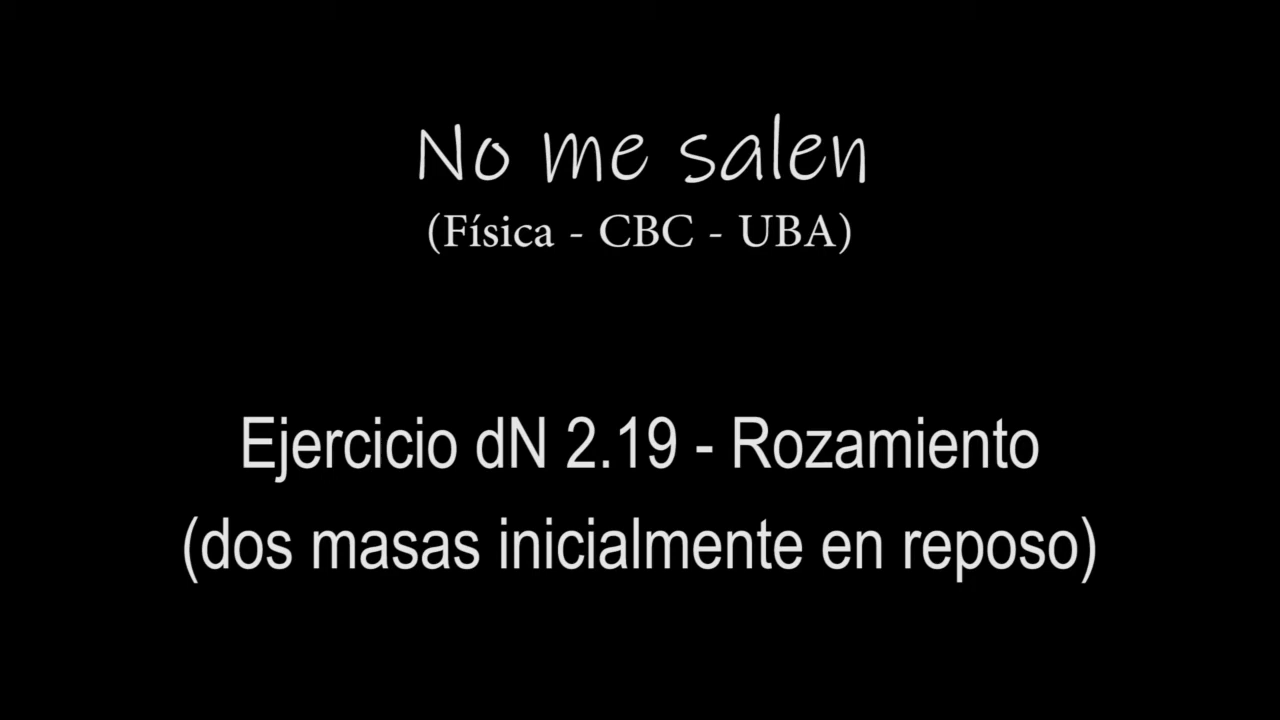 No me salen
(Física - CBC - UBA)
Ejercicio dN 2.19 - Rozamiento
(dos masas inicialmente en reposo)